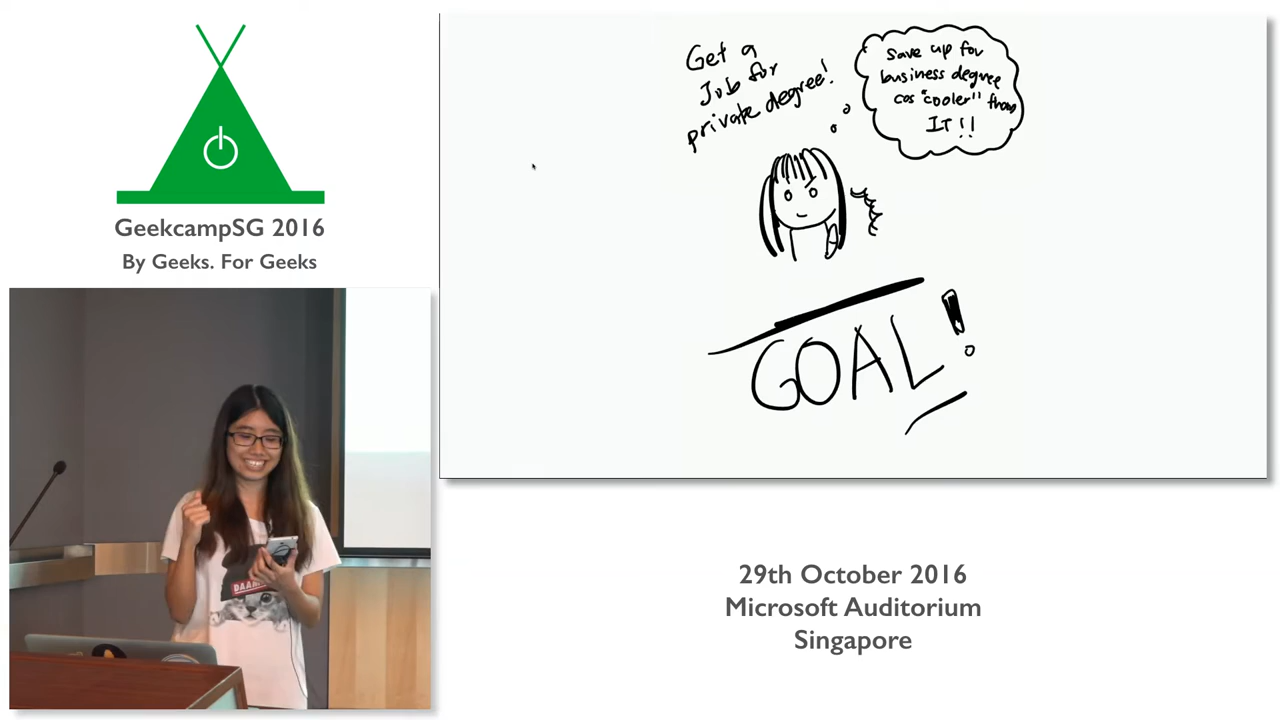 GeekcampSG 2016
By Geeks. For Geeks
Get a
Job for
private degree!
Save up for
business degree
cos "cooler" than
IT!!
GOAL!
DAAM
29th October 2016
Microsoft Auditorium
Singapore